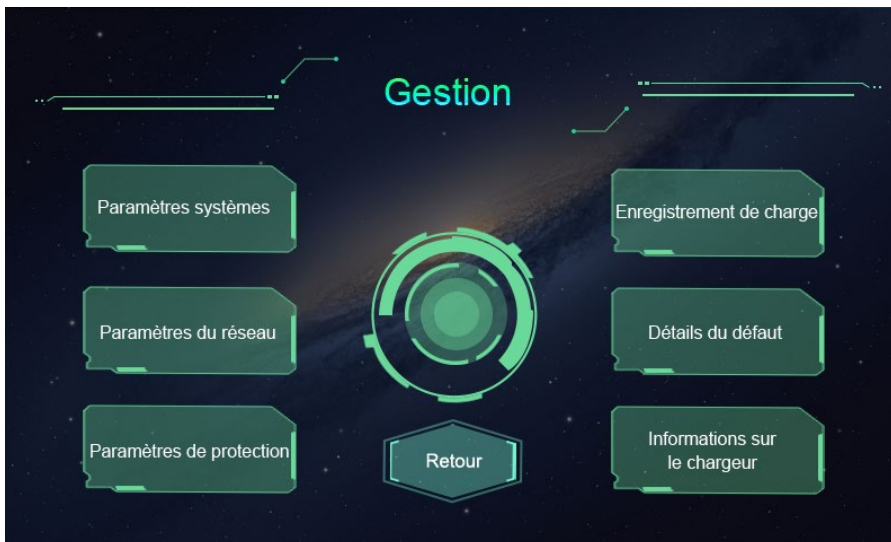 Gestion
Paramètres systèmes
Enregistrement de charge
Paramètres du réseau
Détails du défaut
Paramètres de protection
Informations sur
le chargeur
Retour